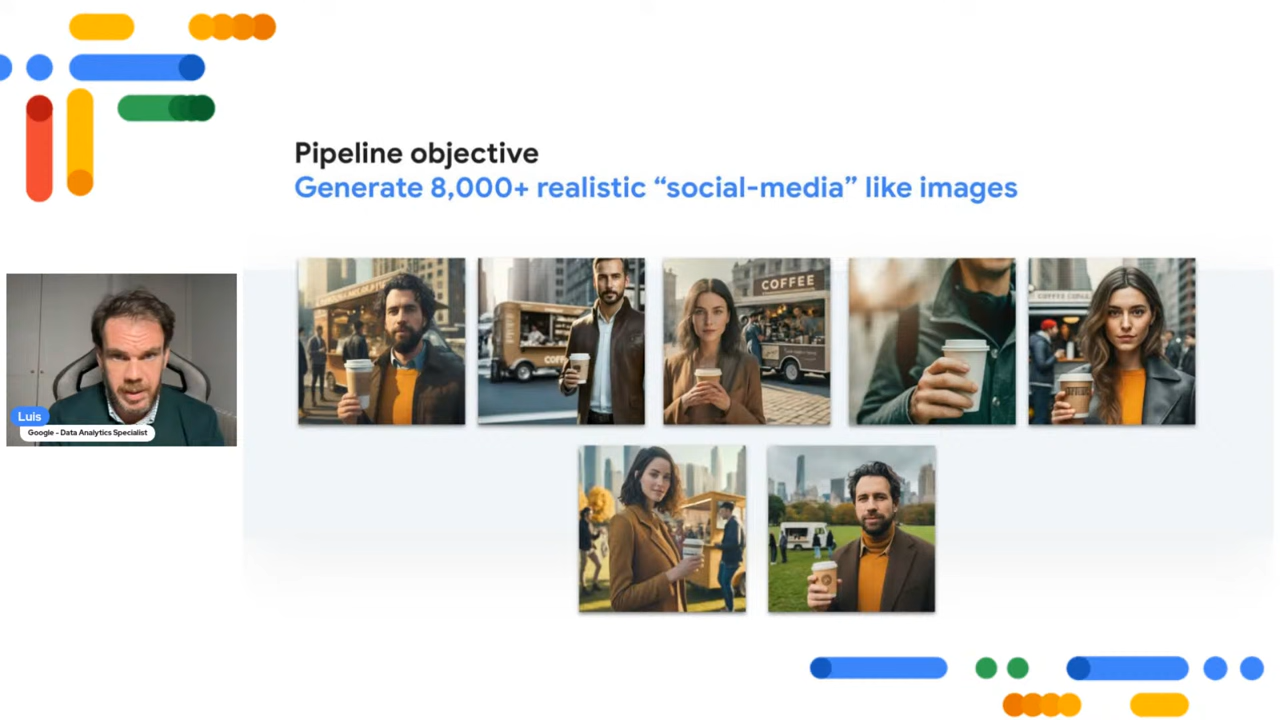 Pipeline objective
Generate 8,000+ realistic “social-media” like images
COFFEE
Luis
Google - Data Analytics Specialist